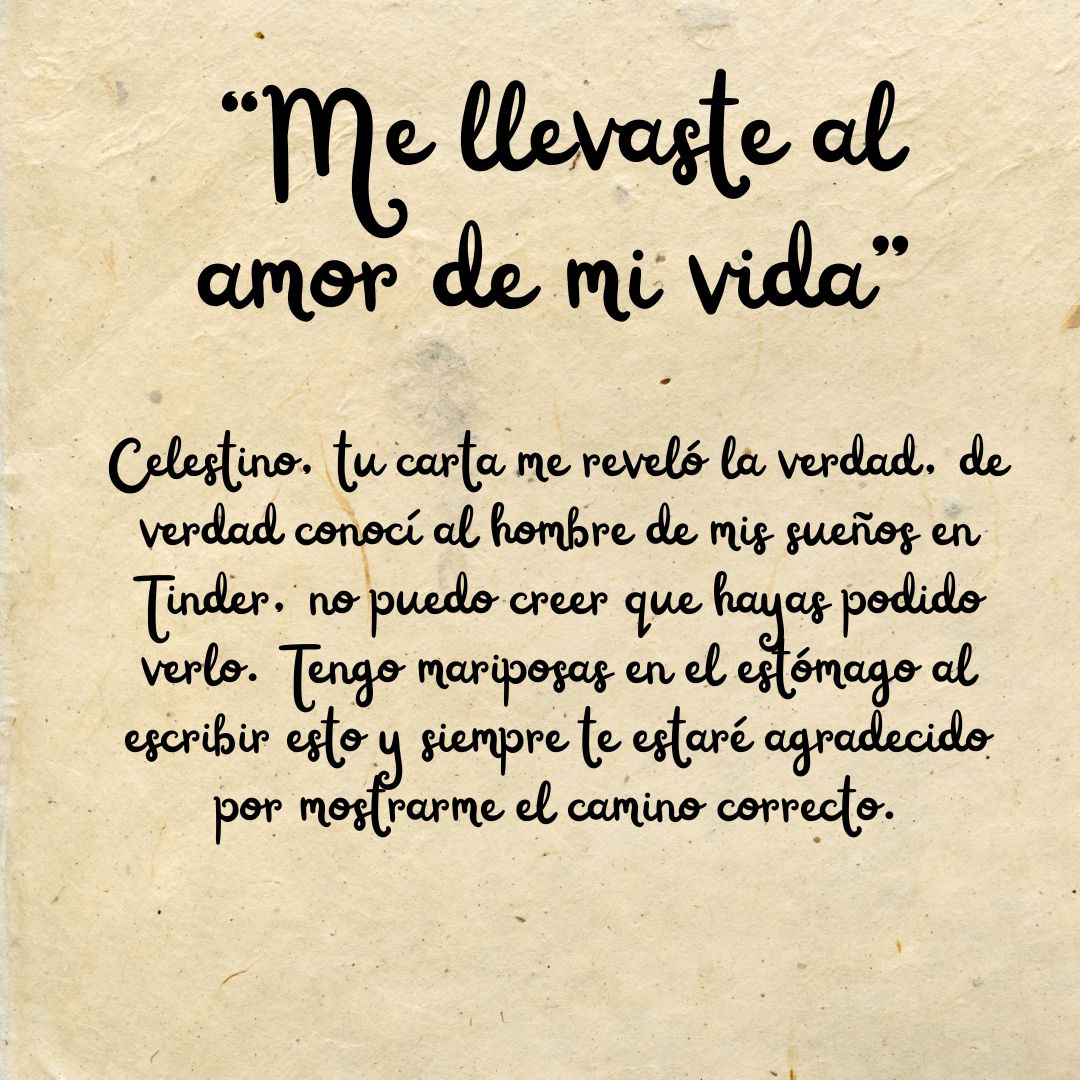 “Me llevaste al
amor de mi vida”
Celestino. tu carta me reveló la verdad. de
verdad conocí al hombre de mis sueños en
Tinder. no puedo creer que hayas podido
verlo. Tengo mariposas en el estómago al
escribir esto y siempre te estaré agradecido
por mostrarme el camino correcto.